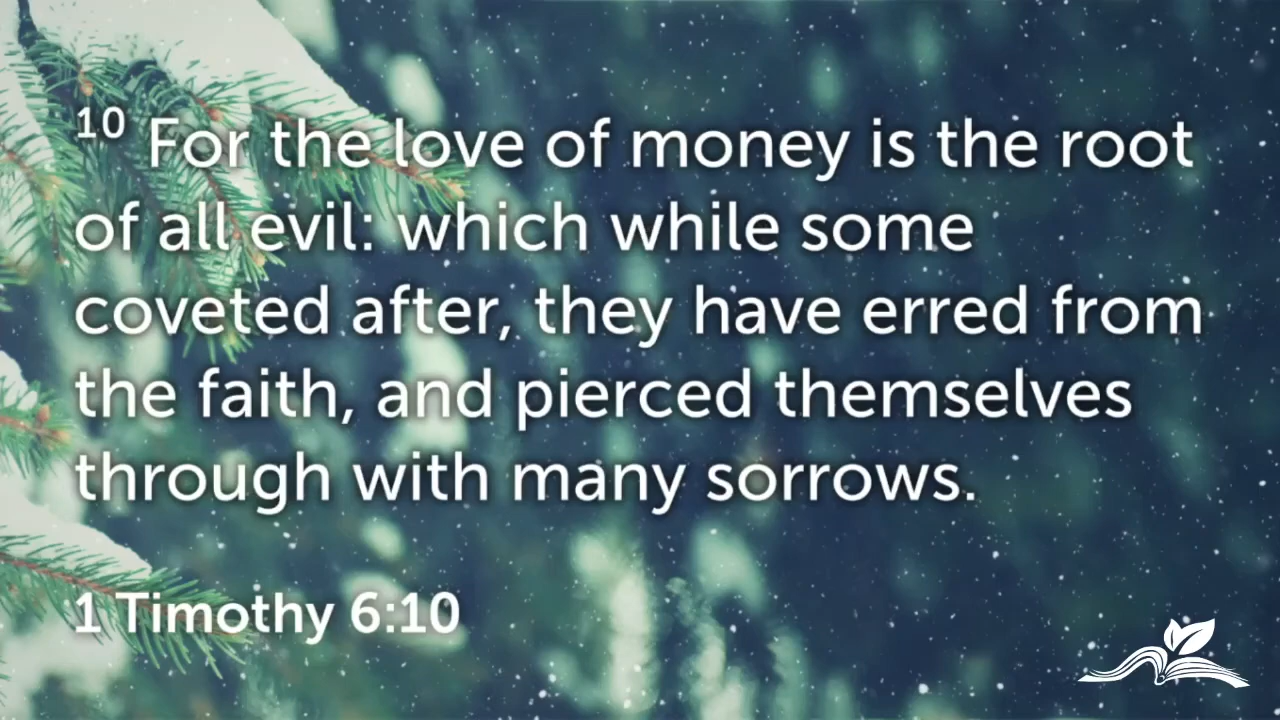 10 For the love of money is the root
of all evil: which while some
coveted after, they have erred from
the faith, and pierced themselves
through with many sorrows.
1 Timothy 6:10